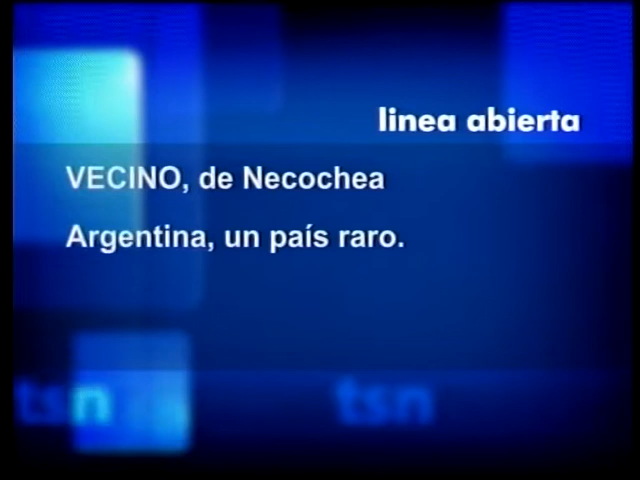 linea abierta
VECINO, de Necochea
Argentina, un país raro.
tsn tsn